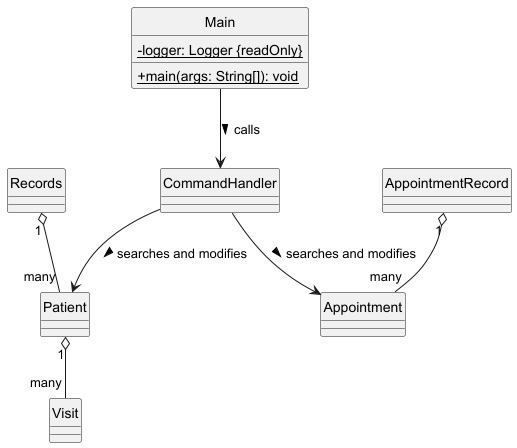 Main
-logger: Logger {readOnly}
+main(args: String[]): void
calls
Records
CommandHandler
AppointmentRecord
1
1
searches and modifies
searches and modifies
many
many
Patient
Appointment
1
many
Visit